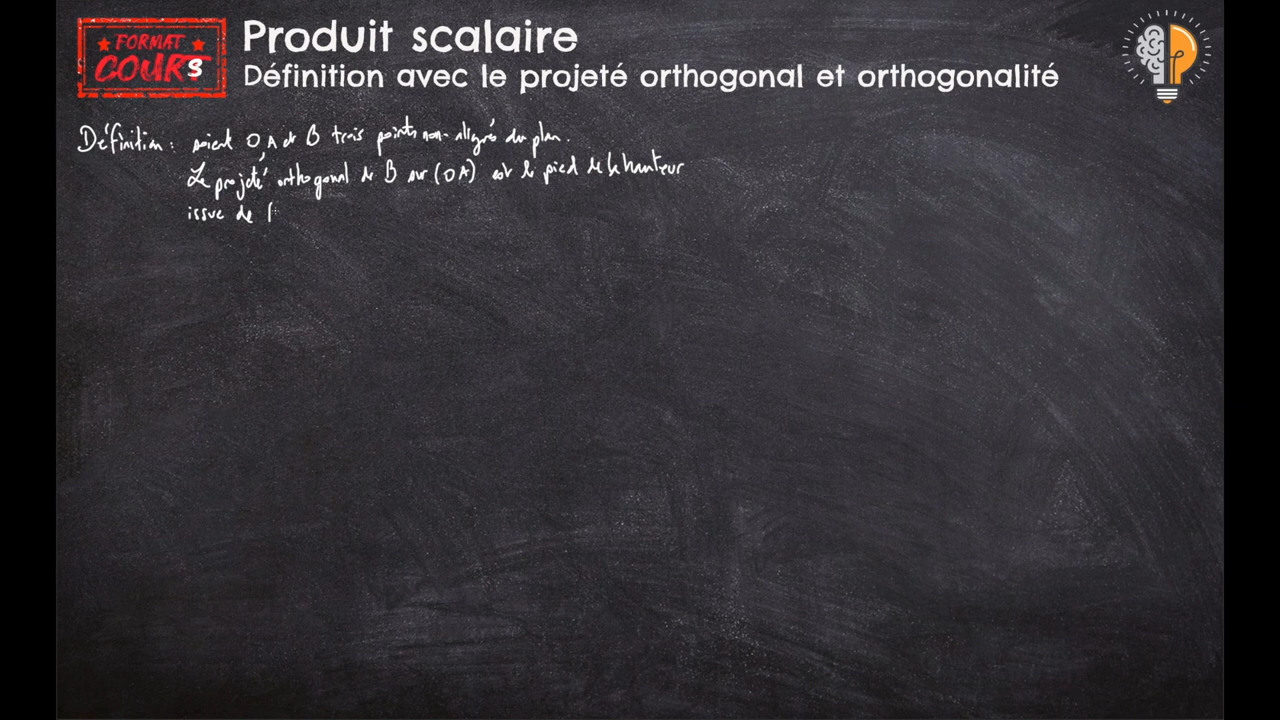 FORMAT
COURS
Produit scalaire
Définition avec le projeté orthogonal et orthogonalité
Définition : soient O A et B trois points non-alignés du plan.
Le projeté orthogonal de B sur (OA) est le pied de la hauteur
issue de